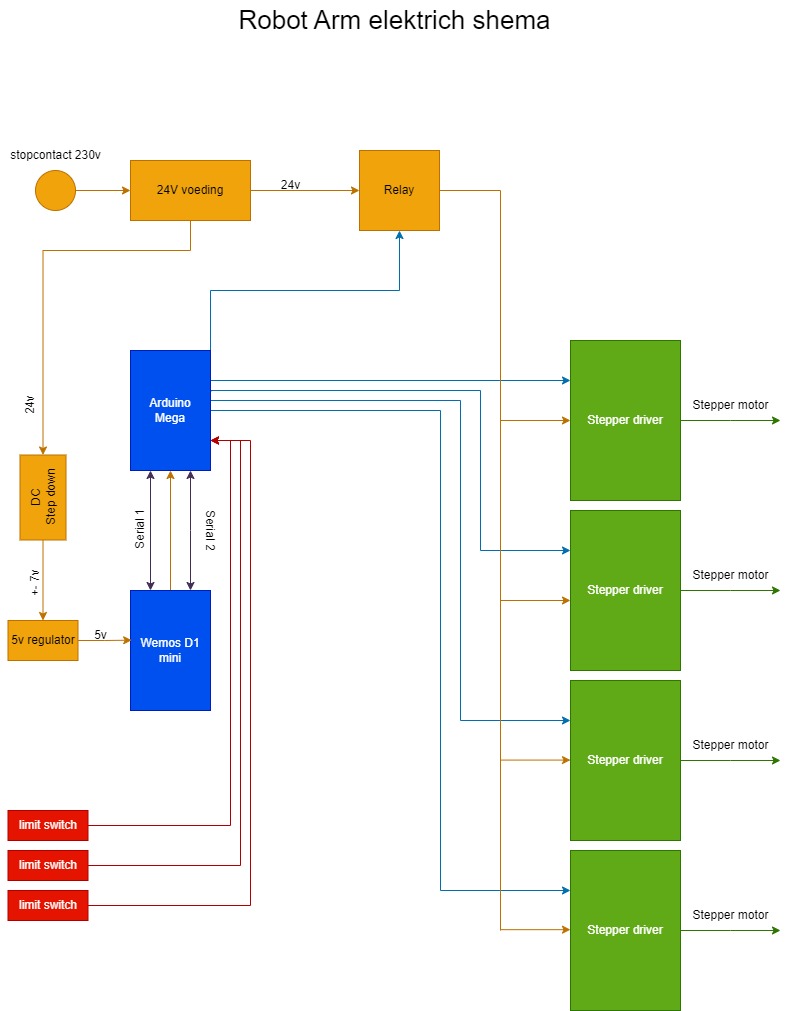 Robot Arm elektrich shema
stopcontact 230v
24V voeding
24v
Relay
24v
Arduino
Mega
Stepper driver
Stepper motor
DC
Step down
Serial 1
Serial 2
+- 7v
5v regulator
5v
Wemos D1
mini
Stepper driver
Stepper motor
Stepper driver
Stepper motor
limit switch
limit switch
limit switch
Stepper driver
Stepper motor